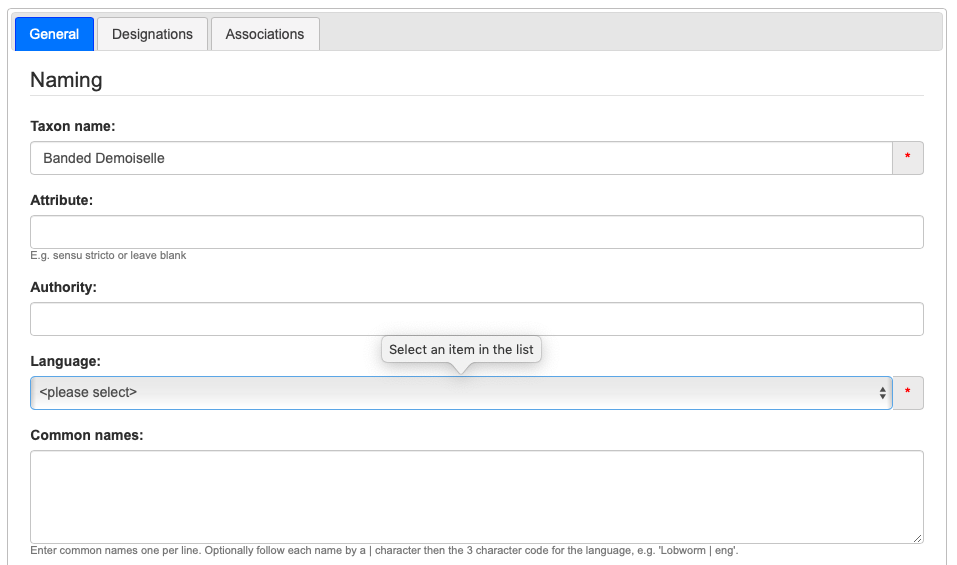 General Designations Associations
Naming
Taxon name:
Banded Demoiselle *
Attribute:
E.g. sensu stricto or leave blank
Authority:
Select an item in the list
Language:
<please select> *
Common names:
Enter common names one per line. Optionally follow each name by a | character then the 3 character code for the language, e.g. 'Lobworm | eng'.